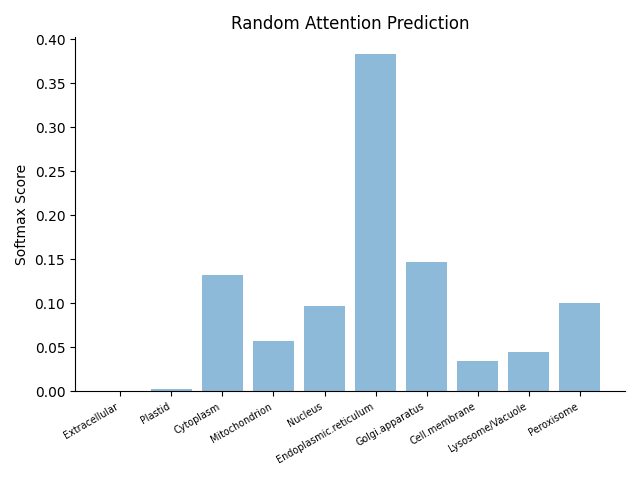 Random Attention Prediction
Softmax Score
0.40
0.35
0.30
0.25
0.20
0.15
0.10
0.05
0.00
Extracellular
Plastid
Cytoplasm
Mitochondrion
Nucleus
Endoplasmic.reticulum
Golgi.apparatus
Cell.membrane
Lysosome/Vacuole
Peroxisome